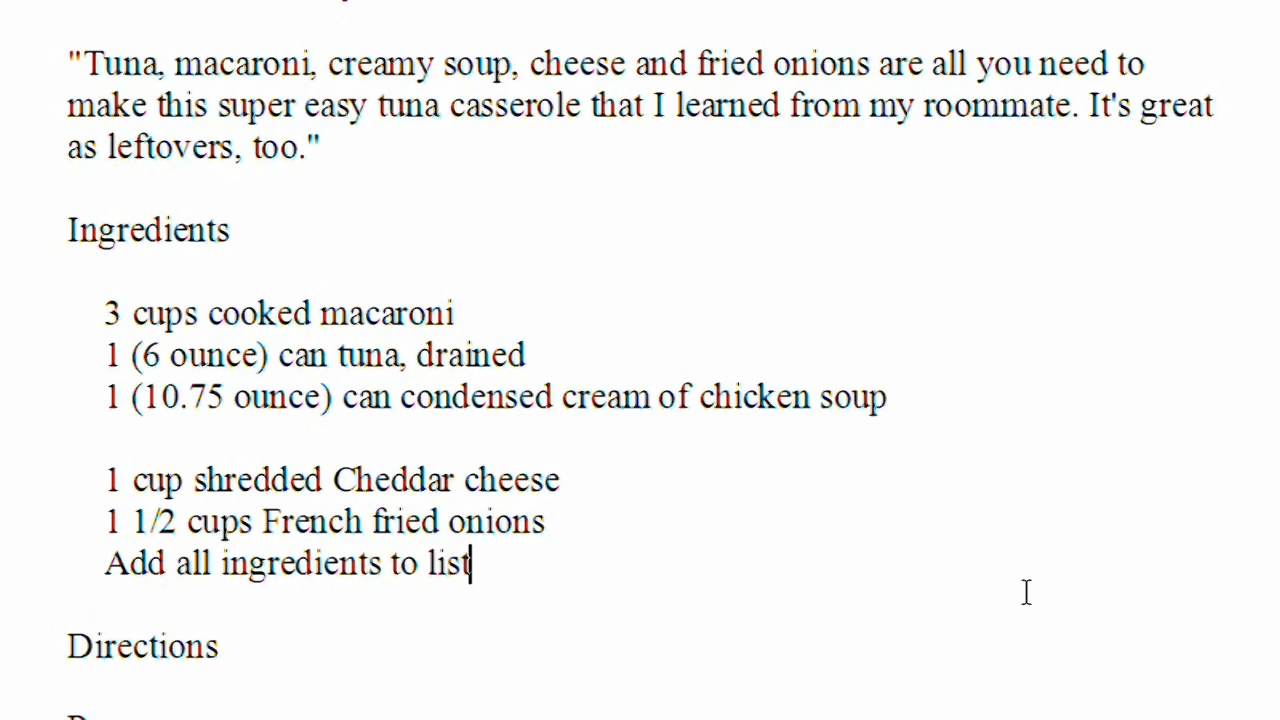 "Tuna, macaroni, creamy soup, cheese and fried onions are all you need to
make this super easy tuna casserole that I learned from my roommate. It's great
as leftovers, too."
Ingredients
3 cups cooked macaroni
1 (6 ounce) can tuna, drained
1 (10.75 ounce) can condensed cream of chicken soup
1 cup shredded Cheddar cheese
1 1/2 cups French fried onions
Add all ingredients to list
Directions